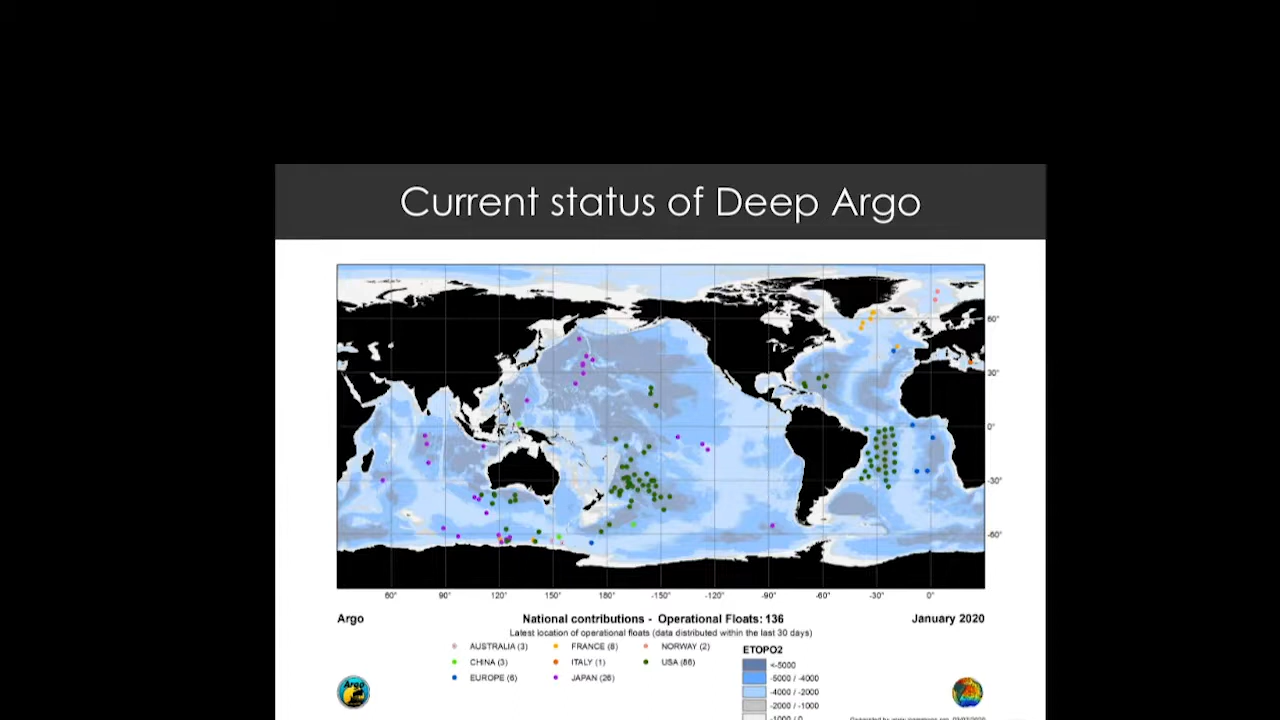 Current status of Deep Argo
60°
30°
0°
-30°
-60°
60° 90° 120° 150° 180° -150° -120° -90° -60° -30° 0°
Argo National contributions - Operational Floats: 136 January 2020
Latest location of operational floats (data distributed within the last 30 days)
AUSTRALIA (3) FRANCE (8) NORWAY (2)
CHINA (3) ITALY (1) USA (86)
EUROPE (6) JAPAN (26)
ETOPO2
<-5000
-5000 / -4000
-4000 / -2000
-2000 / -1000
-1000 / 0
Argo